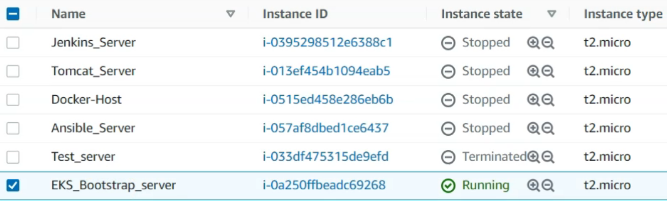 Name Instance ID Instance state Instance type
Jenkins_Server i-0395298512e6388c1 Stopped t2.micro
Tomcat_Server i-013ef454b1094eab5 Stopped t2.micro
Docker-Host i-0515ed458e286eb6b Stopped t2.micro
Ansible_Server i-057af8dbed1ce6437 Stopped t2.micro
Test_server i-033df475315de9efd Terminated t2.micro
EKS_Bootstrap_server i-0a250ffbeadc69268 Running t2.micro